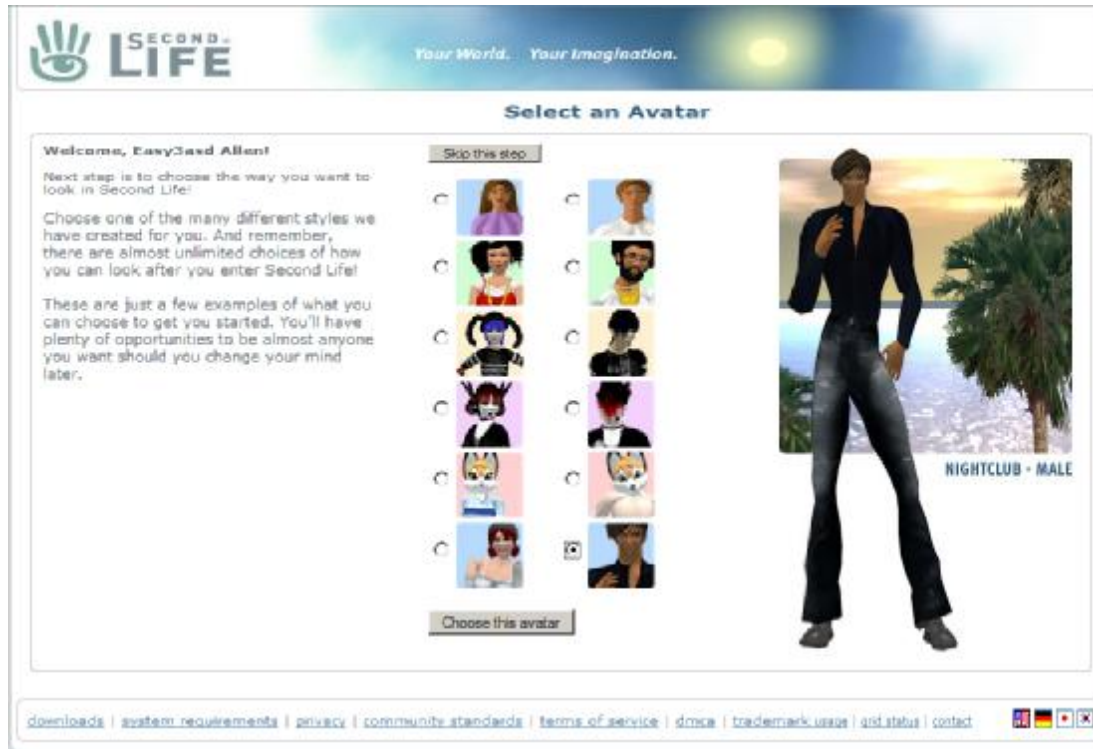 SECOND
LIFE
Your World. Your Imagination.
Select an Avatar
Welcome, Easy3asd Allen!
Next step is to choose the way you want to
look in Second Life!
Choose one of the many different styles we
have created for you. And remember,
there are almost unlimited choices of how
you can look after you enter Second Life!
These are just a few examples of what you
can choose to get you started. You'll have
plenty of opportunities to be almost anyone
you want should you change your mind
later.
Skip this step
NIGHTCLUB - MALE
Choose this avatar
downloads | system requirements | privacy | community standards | terms of service | dmca | trademark usage | grid status | contact